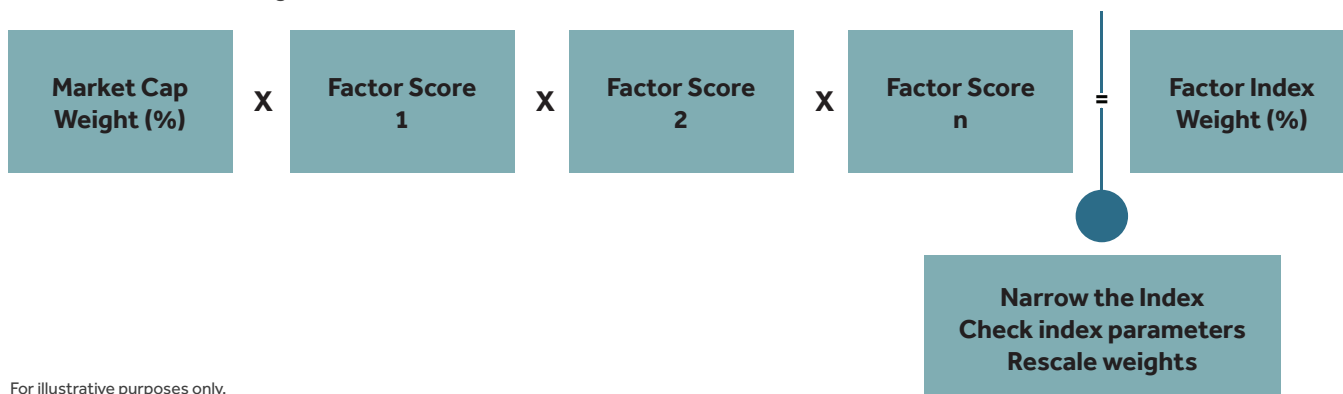 Market Cap
Weight (%)
X
Factor Score
1
X
Factor Score
2
X
Factor Score
n
=
Factor Index
Weight (%)
Narrow the Index
Check index parameters
Rescale weights
For illustrative purposes only.